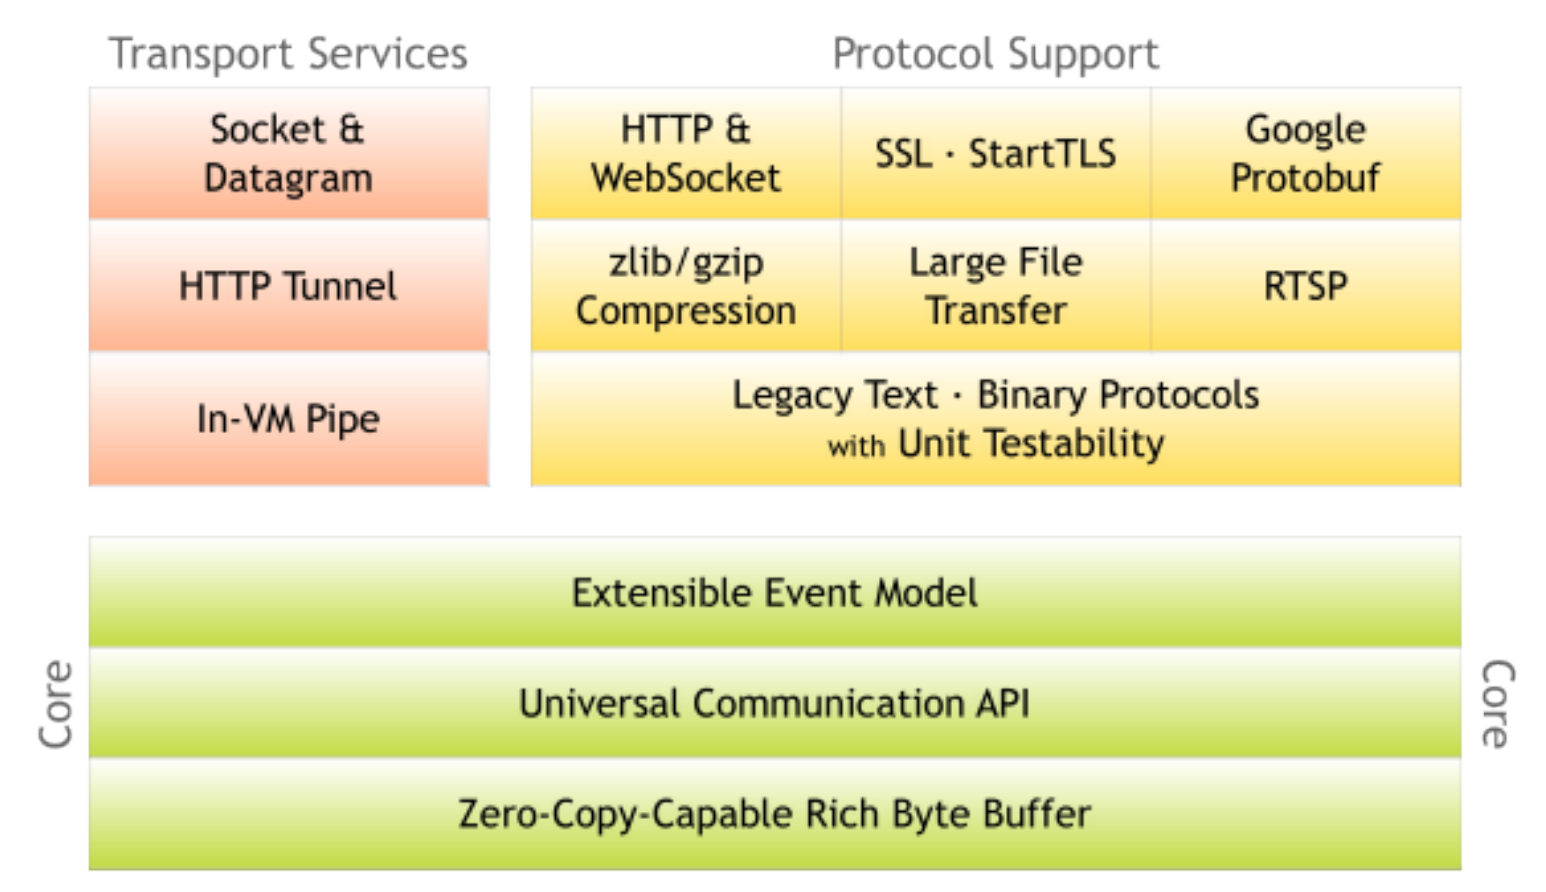 Transport Services
Protocol Support
Socket &
Datagram
HTTP &
WebSocket
SSL · StartTLS
Google
Protobuf
HTTP Tunnel
zlib/gzip
Compression
Large File
Transfer
RTSP
In-VM Pipe
Legacy Text · Binary Protocols
with Unit Testability
Core
Extensible Event Model
Universal Communication API
Zero-Copy-Capable Rich Byte Buffer
Core